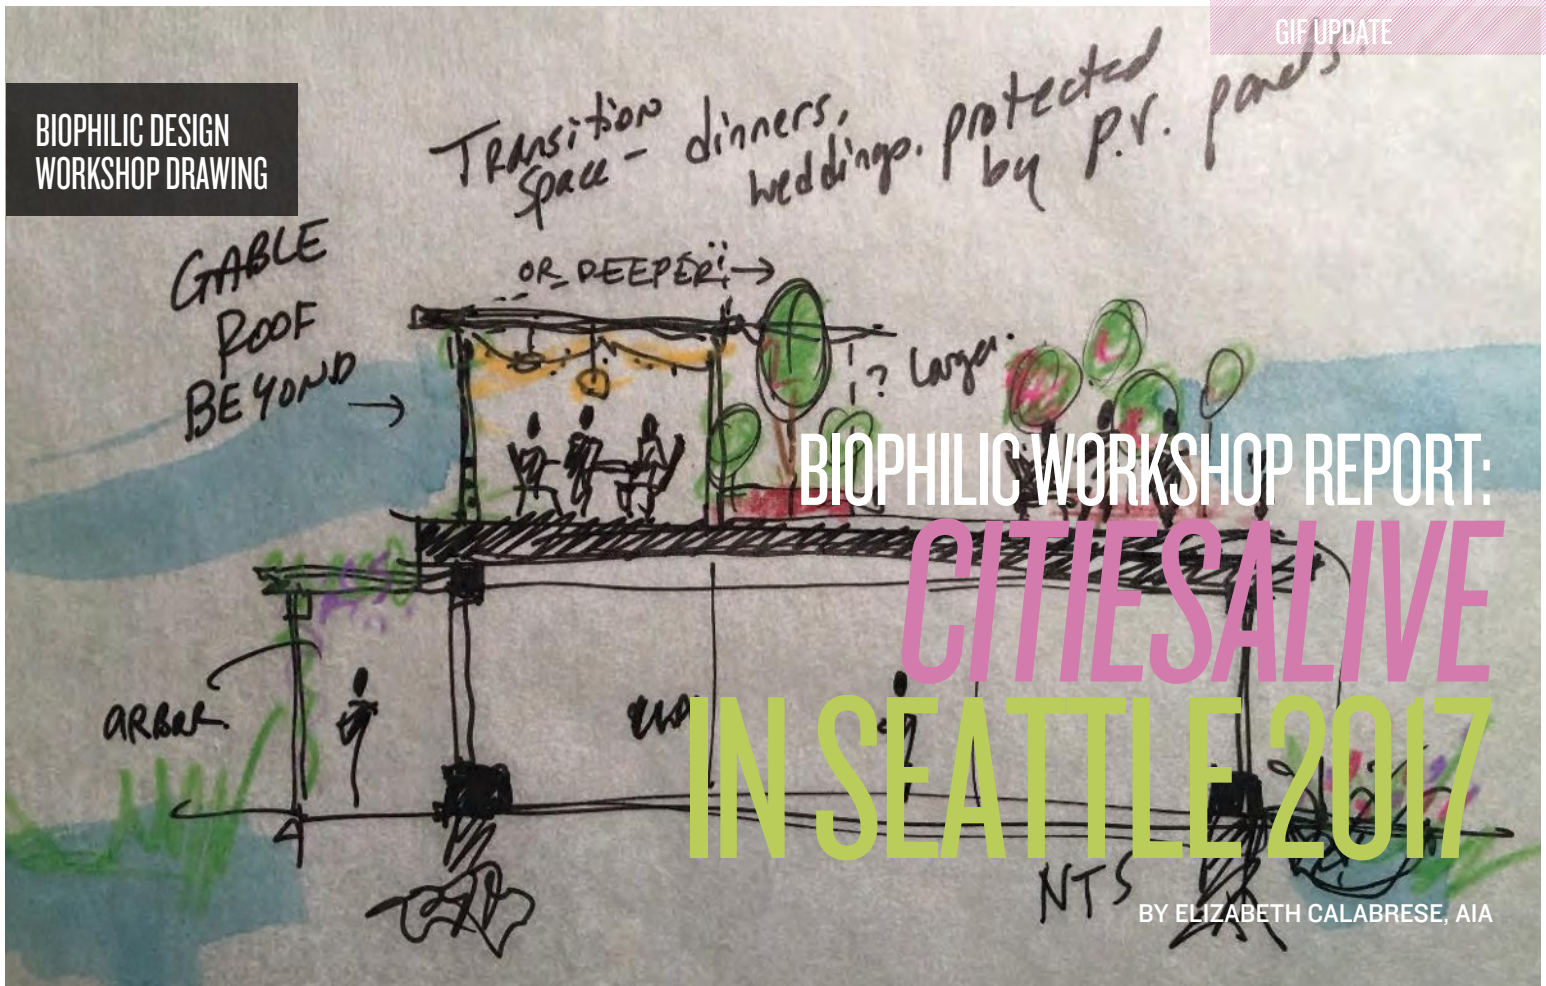 GIF UPDATE
BIOPHILIC DESIGN
WORKSHOP DRAWING
Transition
Space - dinners,
weddings. protected
by P.V. panels.
GABLE
ROOF
BEYOND →
OR DEEPER! →
? Larger.
BIOPHILIC WORKSHOP REPORT:
CITIESALIVE
IN SEATTLE 2017
ARBOR
NTS
BY ELIZABETH CALABRESE, AIA